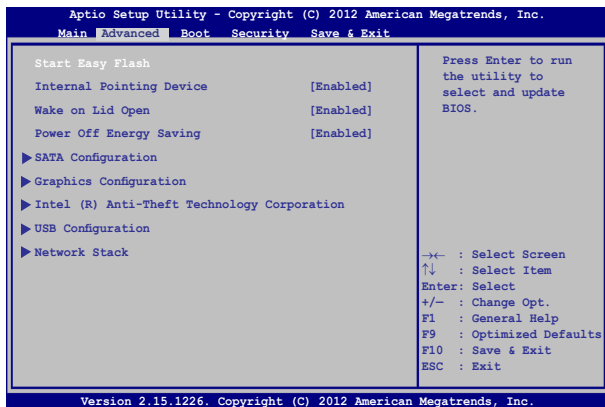 Aptio Setup Utility - Copyright (C) 2012 American Megatrends, Inc.
Main Advanced Boot Security Save & Exit
Start Easy Flash
Internal Pointing Device [Enabled]
Wake on Lid Open [Enabled]
Power Off Energy Saving [Enabled]
SATA Configuration
Graphics Configuration
Intel (R) Anti-Theft Technology Corporation
USB Configuration
Network Stack
Press Enter to run
the utility to
select and update
BIOS.
→← : Select Screen
↑↓ : Select Item
Enter: Select
+/— : Change Opt.
F1 : General Help
F9 : Optimized Defaults
F10 : Save & Exit
ESC : Exit
Version 2.15.1226. Copyright (C) 2012 American Megatrends, Inc.